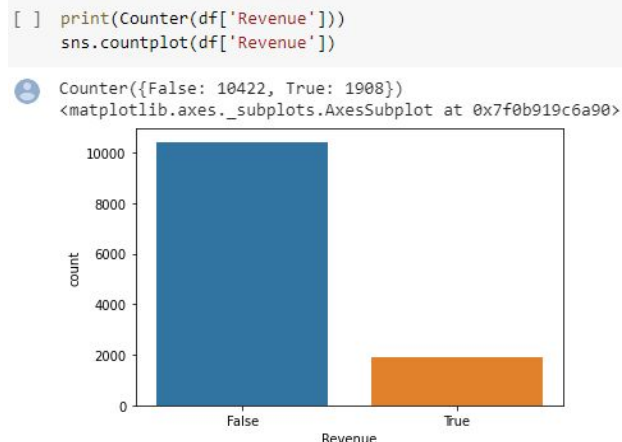 [ ] print(Counter(df['Revenue']))
sns.countplot(df['Revenue'])
Counter({False: 10422, True: 1908})
<matplotlib.axes._subplots.AxesSubplot at 0x7f0b919c6a90>
10000
8000
6000
4000
2000
0
count
False True
Revenue